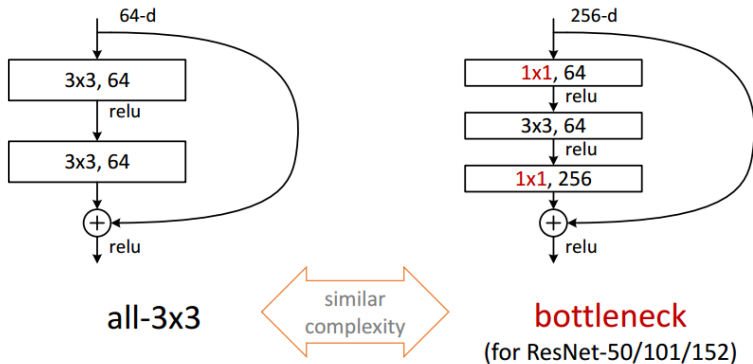 64-d
3x3, 64
relu
3x3, 64
+
relu
all-3x3
similar
complexity
256-d
1x1, 64
relu
3x3, 64
relu
1x1, 256
+
relu
bottleneck
(for ResNet-50/101/152)